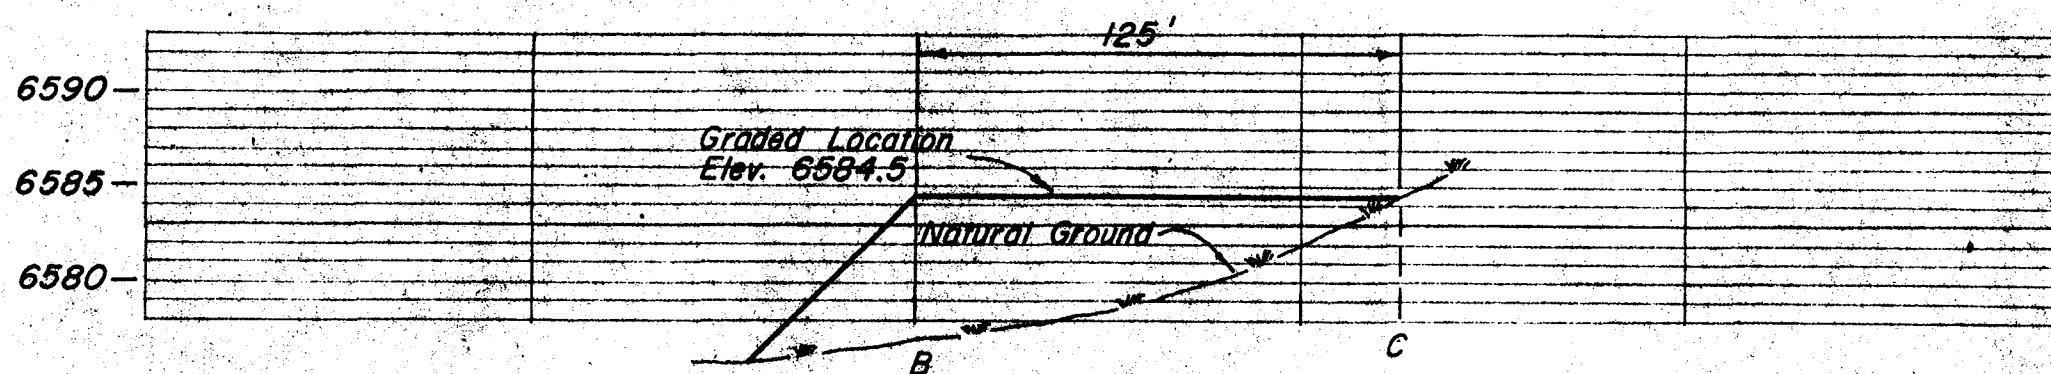 125'
6590
Graded Location
Elev. 6584.5
6585
Natural Ground
6580
B
C